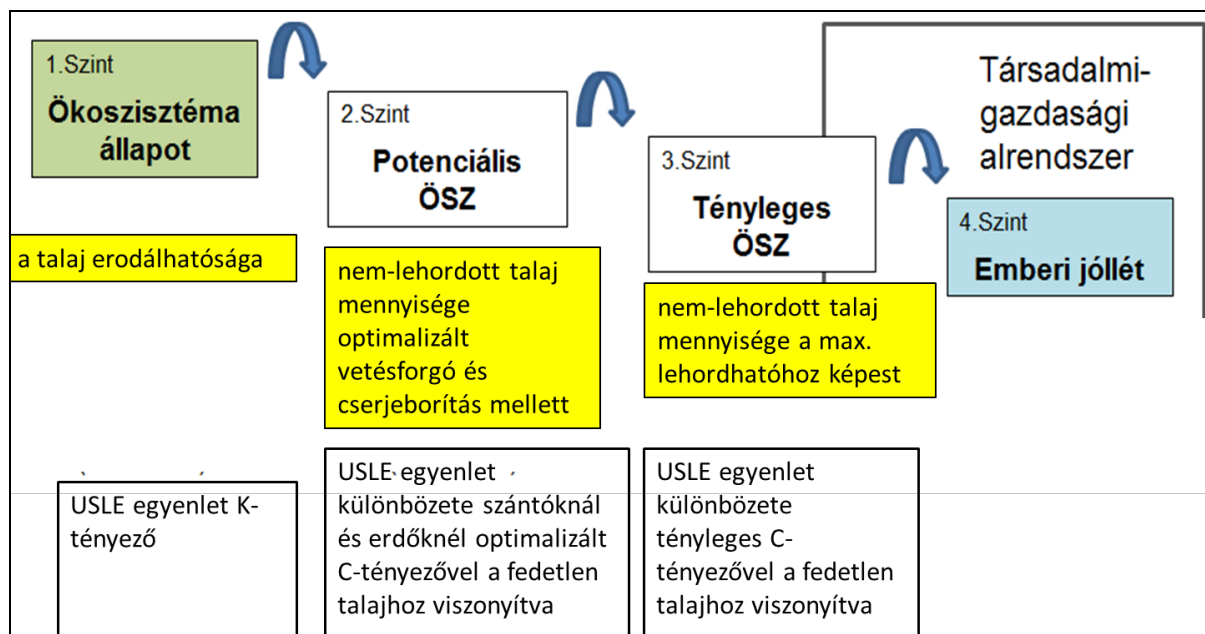 1.Szint
Ökoszisztéma
állapot
2.Szint
Potenciális
ÖSZ
3.Szint
Tényleges
ÖSZ
Társadalmi-
gazdasági
alrendszer
4.Szint
Emberi jóllét
a talaj erodálhatósága
nem-lehordott talaj
mennyisége
optimalizált
vetésforgó és
cserjeborítás mellett
nem-lehordott talaj
mennyisége a max.
lehordhatóhoz képest
USLE egyenlet K-
tényező
USLE egyenlet
különbözete szántóknál
és erdőknél optimalizált
C-tényezővel a fedetlen
talajhoz viszonyítva
USLE egyenlet
különbözete
tényleges C-
tényezővel a fedetlen
talajhoz viszonyítva